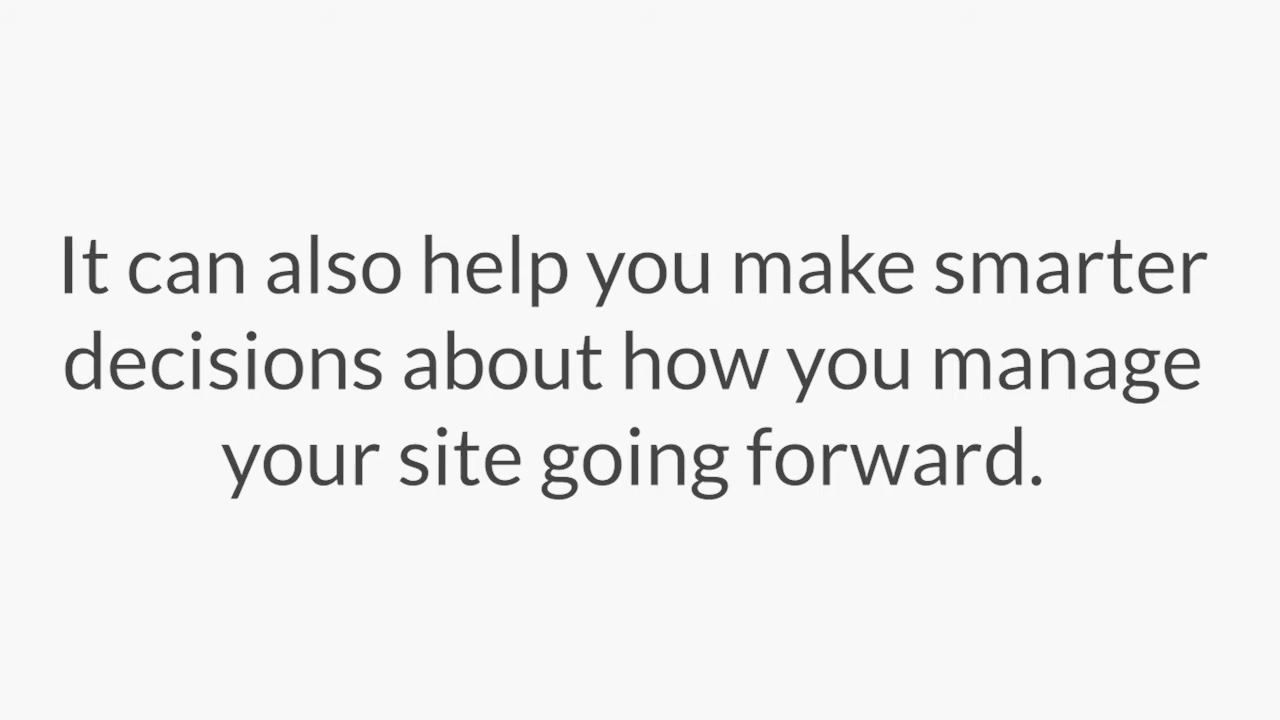 It can also help you make smarter
decisions about how you manage
your site going forward.